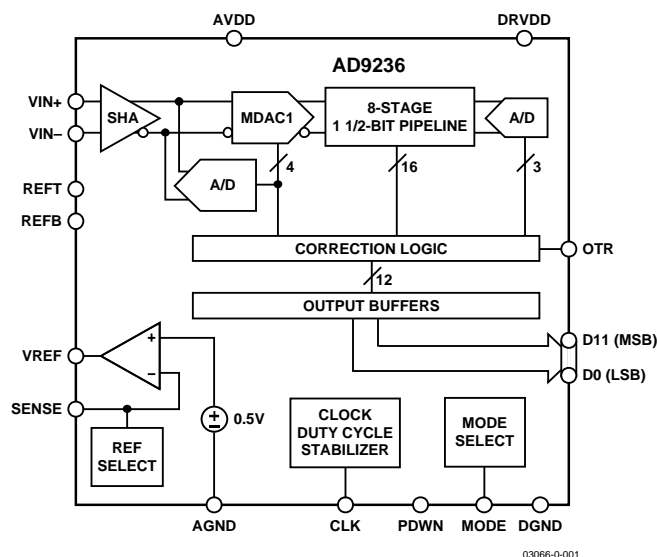 AVDD
DRVDD
AD9236
VIN+
VIN–
SHA
MDAC1
8-STAGE
1 1/2-BIT PIPELINE
A/D
A/D
4
16
3
REFT
REFB
CORRECTION LOGIC
OTR
12
OUTPUT BUFFERS
D11 (MSB)
D0 (LSB)
VREF
+
–
SENSE
0.5V
REF
SELECT
CLOCK
DUTY CYCLE
STABILIZER
MODE
SELECT
AGND
CLK
PDWN
MODE
DGND
03066-0-001